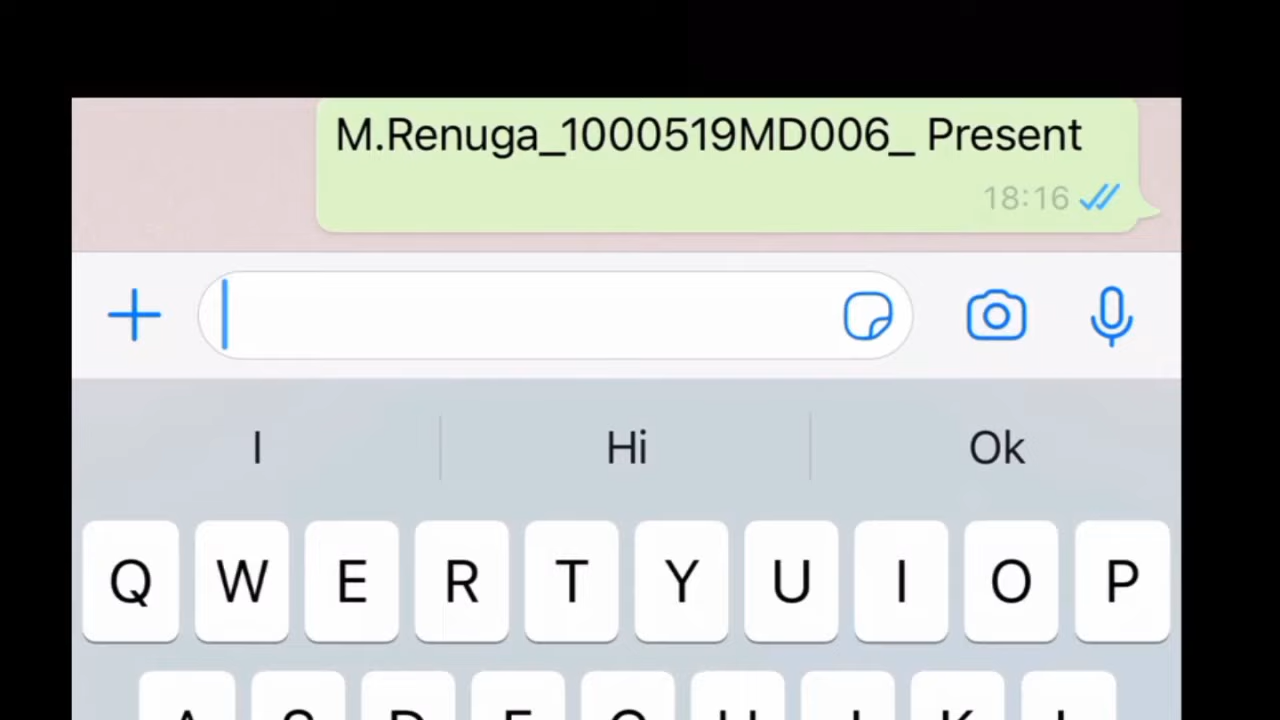 M.Renuga_1000519MD006_ Present
18:16
I Hi Ok
Q W E R T Y U I O P
A S D F G H J K L